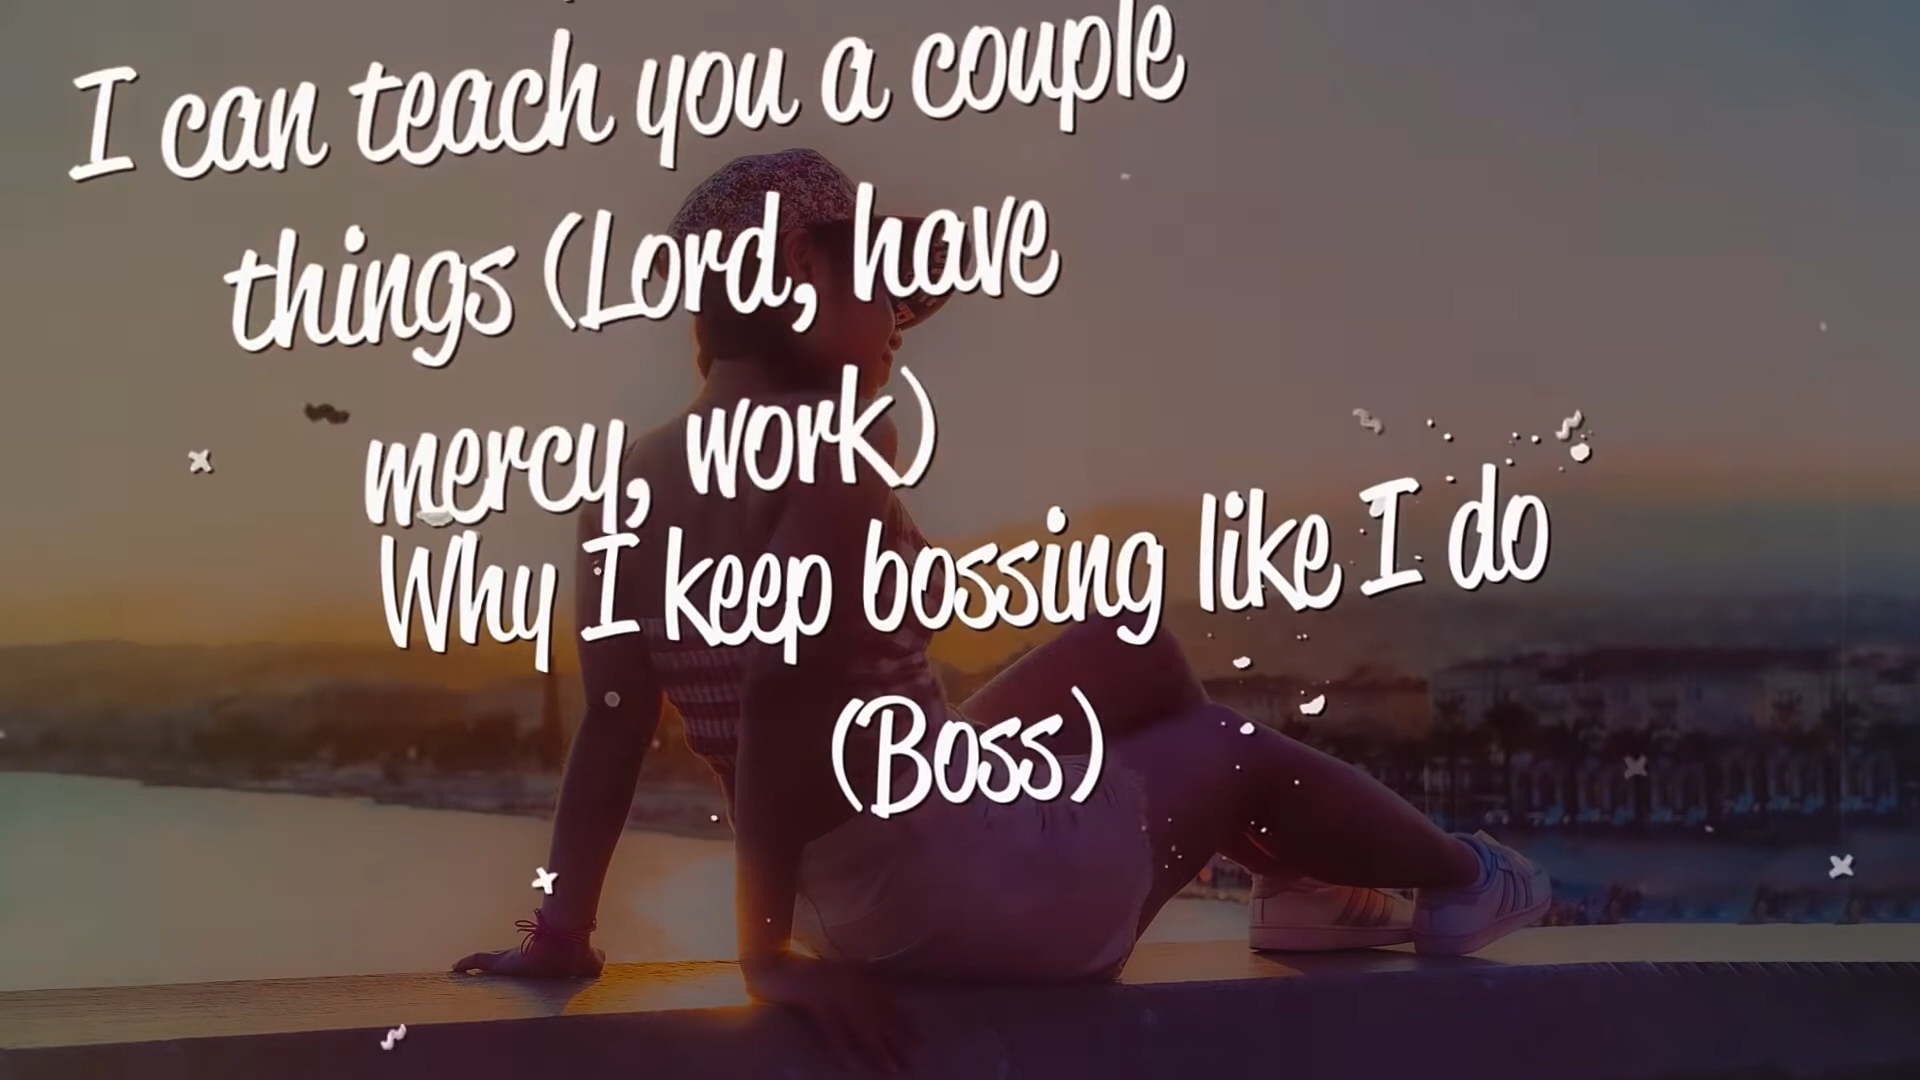 I can teach you a couple
things (Lord, have
mercy, work)
Why I keep bossing like I do
(Boss)